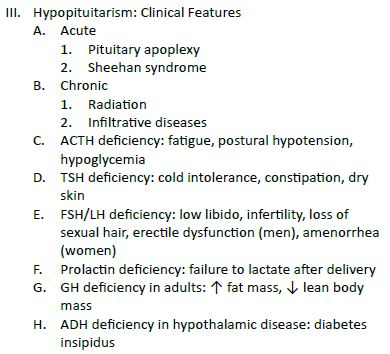 III. Hypopituitarism: Clinical Features
A. Acute
1. Pituitary apoplexy
2. Sheehan syndrome
B. Chronic
1. Radiation
2. Infiltrative diseases
C. ACTH deficiency: fatigue, postural hypotension,
hypoglycemia
D. TSH deficiency: cold intolerance, constipation, dry
skin
E. FSH/LH deficiency: low libido, infertility, loss of
sexual hair, erectile dysfunction (men), amenorrhea
(women)
F. Prolactin deficiency: failure to lactate after delivery
G. GH deficiency in adults: ↑ fat mass, ↓ lean body
mass
H. ADH deficiency in hypothalamic disease: diabetes
insipidus